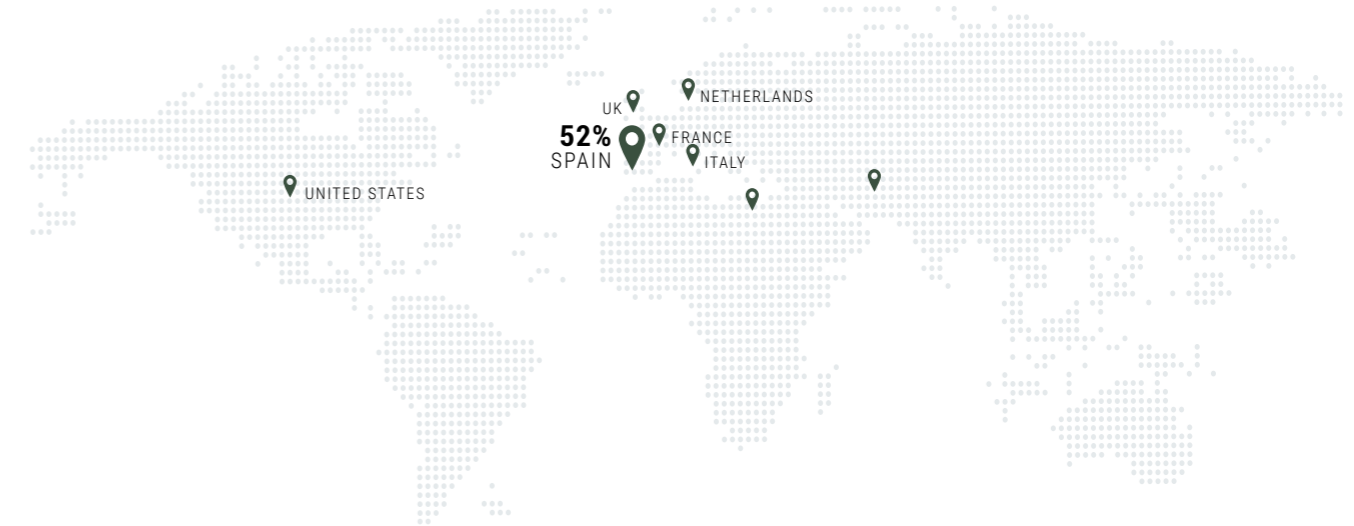 NETHERLANDS
UK
52%
SPAIN
FRANCE
ITALY
UNITED STATES